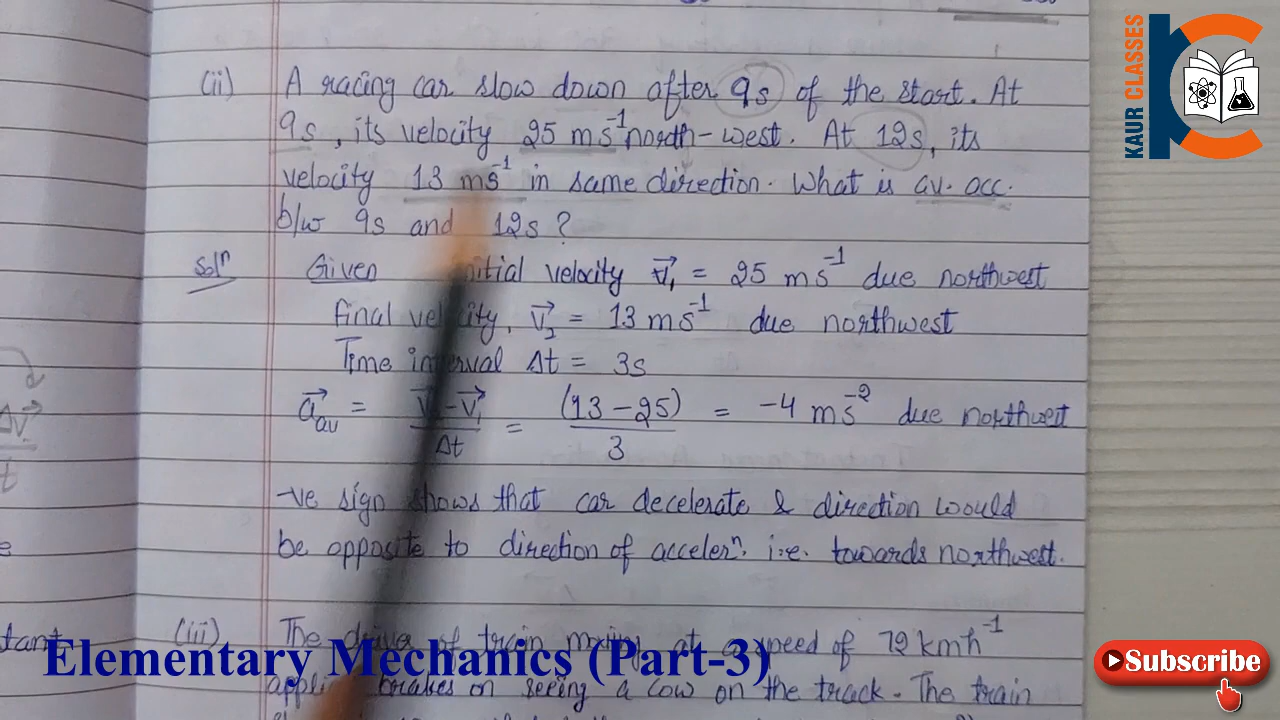 KAUR CLASSES
(ii) A racing car slow down after 9s of the start. At
9s, its velocity 25 ms⁻¹ north-west. At 12s, its
velocity 13 ms⁻¹ in same direction. What is av. acc.
b/w 9s and 12s?
Solⁿ Given initial velocity v⃗₁ = 25 ms⁻¹ due northwest
final velocity, v⃗₂ = 13 ms⁻¹ due northwest
Time interval Δt = 3s
a⃗av = (v⃗₂ - v⃗₁)/Δt = (13-25)/3 = -4 ms⁻² due northwest
-ve sign shows that car decelerate & direction would
be opposite to direction of accelerⁿ. i.e. towards northwest.
(iii) The driver of train moving at a speed of 72 kmh⁻¹
Elementary Mechanics (Part-3)
brakes on seeing a cow on the track. The train
Subscribe
Δv⃗
t
e